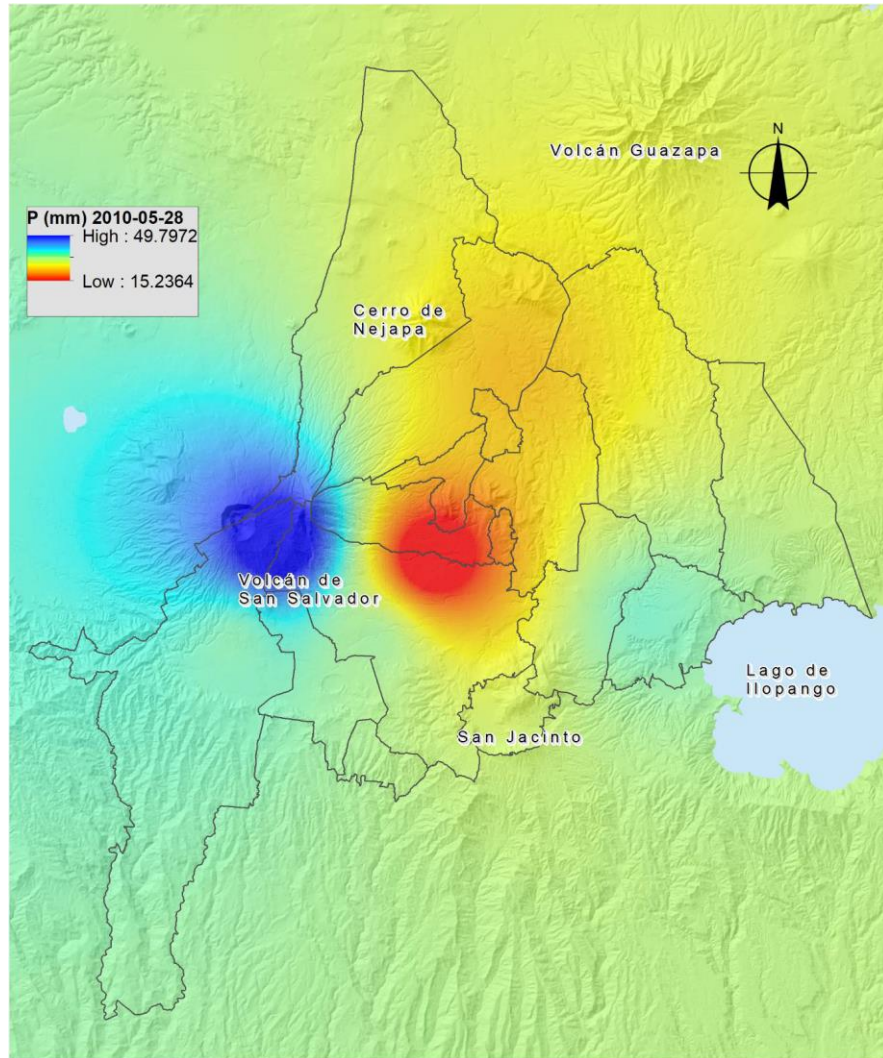 N
Volcán Guazapa
P (mm) 2010-05-28
High : 49.7972
Low : 15.2364
Cerro de
Nejapa
Volcán de
San Salvador
Lago de
Ilopango
San Jacinto